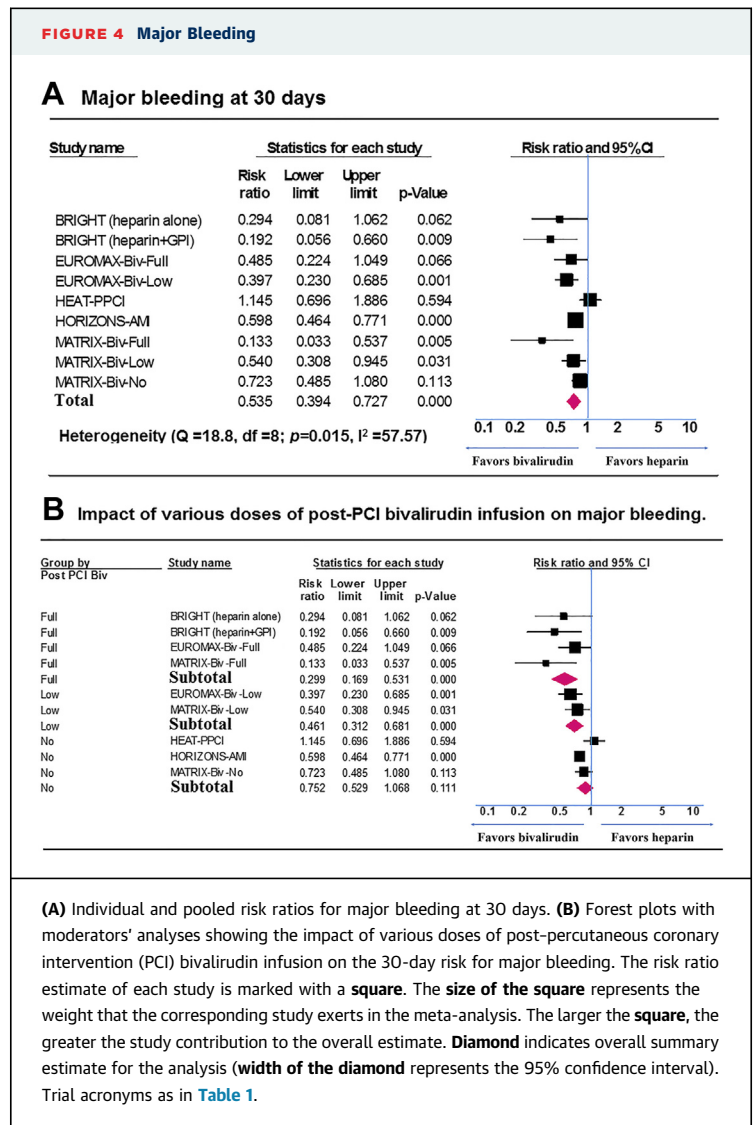 FIGURE 4 Major Bleeding
A Major bleeding at 30 days
Study name Statistics for each study Risk ratio and 95%CI
Risk ratio Lower limit Upper limit p-Value
BRIGHT (heparin alone) 0.294 0.081 1.062 0.062
BRIGHT (heparin+GPI) 0.192 0.056 0.660 0.009
EUROMAX-Biv-Full 0.485 0.224 1.049 0.066
EUROMAX-Biv-Low 0.397 0.230 0.685 0.001
HEAT-PPCI 1.145 0.696 1.886 0.594
HORIZONS-AMI 0.598 0.464 0.771 0.000
MATRIX-Biv-Full 0.133 0.033 0.537 0.005
MATRIX-Biv-Low 0.540 0.308 0.945 0.031
MATRIX-Biv-No 0.723 0.485 1.080 0.113
Total 0.535 0.394 0.727 0.000
0.1 0.2 0.5 1 2 5 10
Heterogeneity (Q =18.8, df =8; p=0.015, I² =57.57)
Favors bivalirudin Favors heparin
B Impact of various doses of post-PCI bivalirudin infusion on major bleeding.
Group by Study name Statistics for each study Risk ratio and 95% CI
Post PCI Biv
Risk ratio Lower limit Upper limit p-Value
Full BRIGHT (heparin alone) 0.294 0.081 1.062 0.062
Full BRIGHT (heparin+GPI) 0.192 0.056 0.660 0.009
Full EUROMAX-Biv-Full 0.485 0.224 1.049 0.066
Full MATRIX-Biv-Full 0.133 0.033 0.537 0.005
Full Subtotal 0.299 0.169 0.531 0.000
Low EUROMAX-Biv-Low 0.397 0.230 0.685 0.001
Low MATRIX-Biv-Low 0.540 0.308 0.945 0.031
Low Subtotal 0.461 0.312 0.681 0.000
No HEAT-PPCI 1.145 0.696 1.886 0.594
No HORIZONS-AMI 0.598 0.464 0.771 0.000
No MATRIX-Biv-No 0.723 0.485 1.080 0.113
No Subtotal 0.752 0.529 1.068 0.111
0.1 0.2 0.5 1 2 5 10
Favors bivalirudin Favors heparin
(A) Individual and pooled risk ratios for major bleeding at 30 days. (B) Forest plots with
moderators' analyses showing the impact of various doses of post–percutaneous coronary
intervention (PCI) bivalirudin infusion on the 30-day risk for major bleeding. The risk ratio
estimate of each study is marked with a square. The size of the square represents the
weight that the corresponding study exerts in the meta-analysis. The larger the square, the
greater the study contribution to the overall estimate. Diamond indicates overall summary
estimate for the analysis (width of the diamond represents the 95% confidence interval).
Trial acronyms as in Table 1.